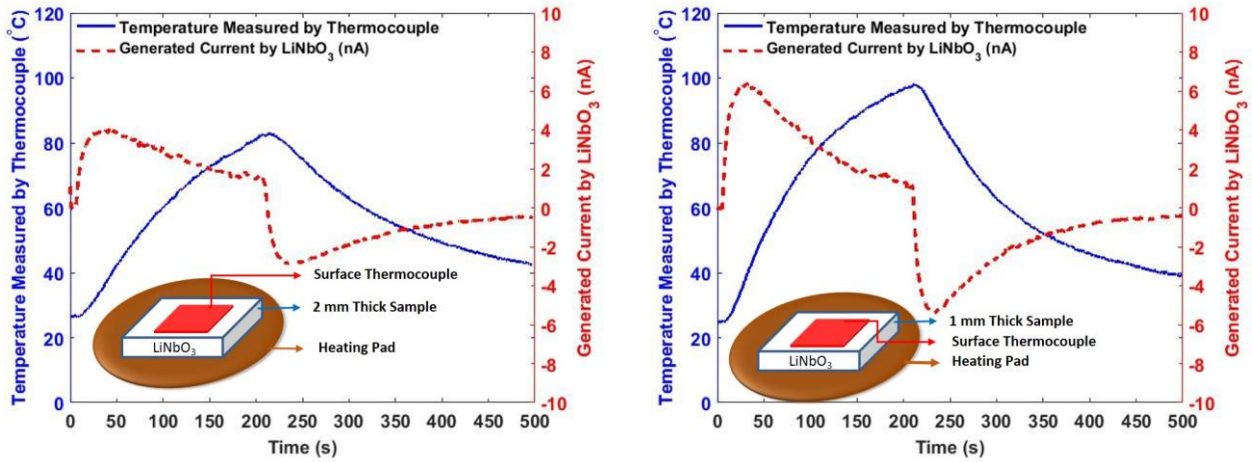 Temperature Measured by Thermocouple (°C)
120
100
80
60
40
20
0
Temperature Measured by Thermocouple
Generated Current by LiNbO3 (nA)
Surface Thermocouple
2 mm Thick Sample
Heating Pad
LiNbO3
0 50 100 150 200 250 300 350 400 450 500
Time (s)
10
8
6
4
2
0
-2
-4
-6
-8
-10
Generated Current by LiNbO3 (nA)
Temperature Measured by Thermocouple (°C)
120
100
80
60
40
20
0
Temperature Measured by Thermocouple
Generated Current by LiNbO3 (nA)
1 mm Thick Sample
Surface Thermocouple
Heating Pad
LiNbO3
0 50 100 150 200 250 300 350 400 450 500
Time (s)
10
8
6
4
2
0
-2
-4
-6
-8
-10
Generated Current by LiNbO3 (nA)